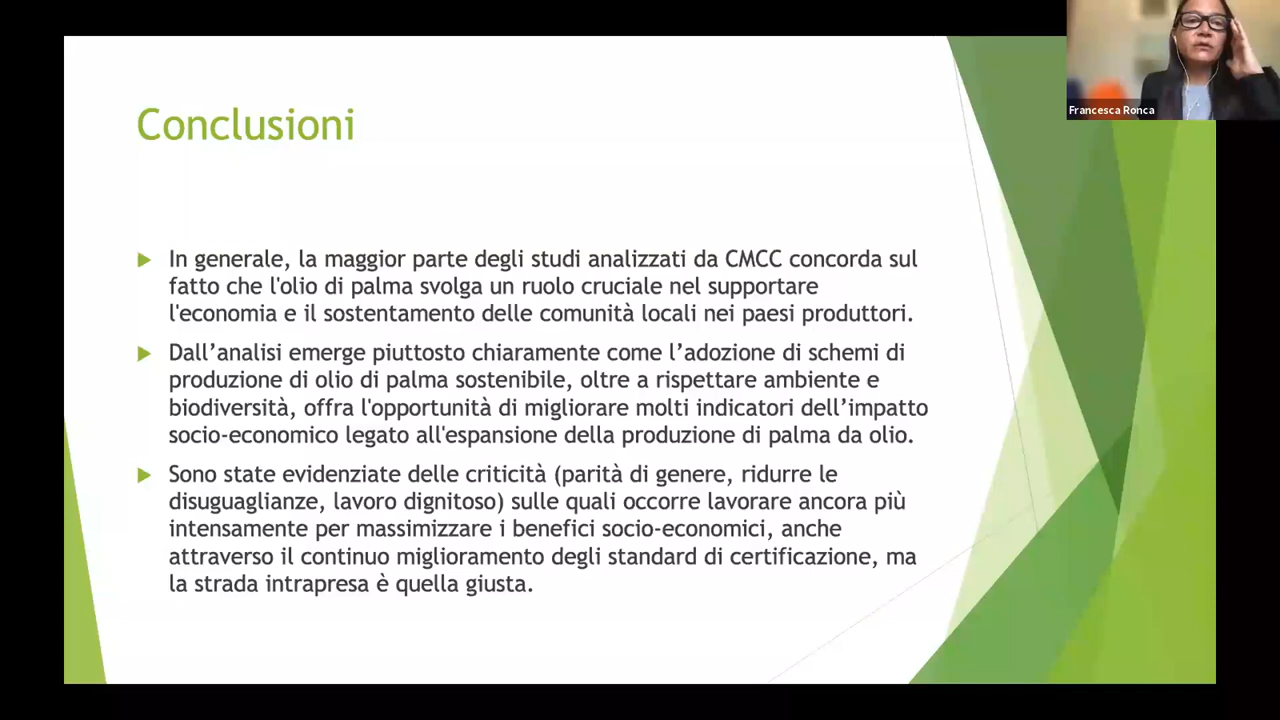 Francesca Ronca
Conclusioni
In generale, la maggior parte degli studi analizzati da CMCC concorda sul
fatto che l'olio di palma svolga un ruolo cruciale nel supportare
l'economia e il sostentamento delle comunità locali nei paesi produttori.
Dall’analisi emerge piuttosto chiaramente come l’adozione di schemi di
produzione di olio di palma sostenibile, oltre a rispettare ambiente e
biodiversità, offra l'opportunità di migliorare molti indicatori dell’impatto
socio-economico legato all'espansione della produzione di palma da olio.
Sono state evidenziate delle criticità (parità di genere, ridurre le
disuguaglianze, lavoro dignitoso) sulle quali occorre lavorare ancora più
intensamente per massimizzare i benefici socio-economici, anche
attraverso il continuo miglioramento degli standard di certificazione, ma
la strada intrapresa è quella giusta.